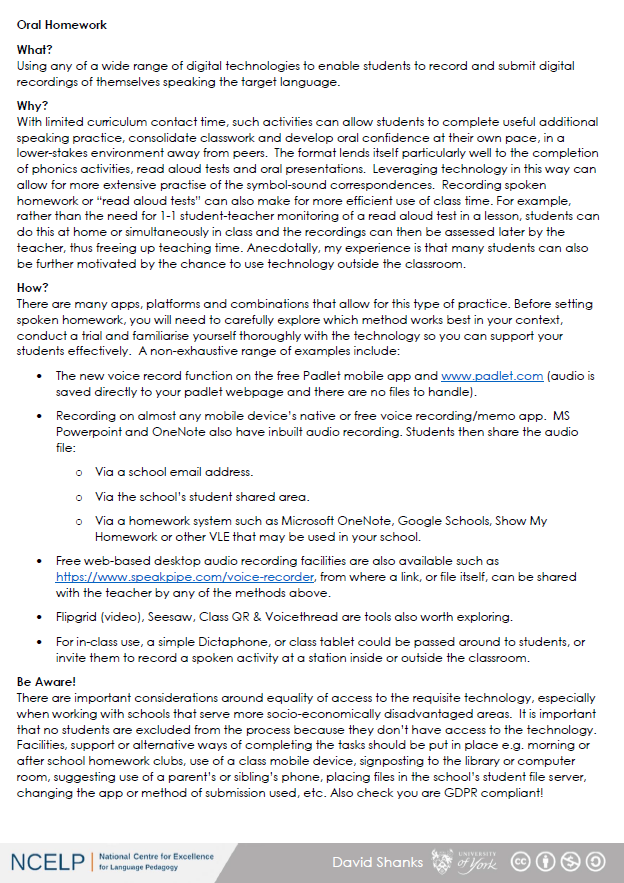 Oral Homework
What?
Using any of a wide range of digital technologies to enable students to record and submit digital
recordings of themselves speaking the target language.
Why?
With limited curriculum contact time, such activities can allow students to complete useful additional
speaking practice, consolidate classwork and develop oral confidence at their own pace, in a
lower-stakes environment away from peers.  The format lends itself particularly well to the completion
of phonics activities, read aloud tests and oral presentations.  Leveraging technology in this way can
allow for more extensive practise of the symbol-sound correspondences.  Recording spoken
homework or “read aloud tests” can also make for more efficient use of class time. For example,
rather than the need for 1-1 student-teacher monitoring of a read aloud test in a lesson, students can
do this at home or simultaneously in class and the recordings can then be assessed later by the
teacher, thus freeing up teaching time. Anecdotally, my experience is that many students can also
be further motivated by the chance to use technology outside the classroom.
How?
There are many apps, platforms and combinations that allow for this type of practice. Before setting
spoken homework, you will need to carefully explore which method works best in your context,
conduct a trial and familiarise yourself thoroughly with the technology so you can support your
students effectively.  A non-exhaustive range of examples include:
• The new voice record function on the free Padlet mobile app and www.padlet.com (audio is
saved directly to your padlet webpage and there are no files to handle).
• Recording on almost any mobile device’s native or free voice recording/memo app.  MS
Powerpoint and OneNote also have inbuilt audio recording. Students then share the audio
file:
o Via a school email address.
o Via the school’s student shared area.
o Via a homework system such as Microsoft OneNote, Google Schools, Show My
Homework or other VLE that may be used in your school.
• Free web-based desktop audio recording facilities are also available such as
https://www.speakpipe.com/voice-recorder, from where a link, or file itself, can be shared
with the teacher by any of the methods above.
• Flipgrid (video), Seesaw, Class QR & Voicethread are tools also worth exploring.
• For in-class use, a simple Dictaphone, or class tablet could be passed around to students, or
invite them to record a spoken activity at a station inside or outside the classroom.
Be Aware!
There are important considerations around equality of access to the requisite technology, especially
when working with schools that serve more socio-economically disadvantaged areas.  It is important
that no students are excluded from the process because they don’t have access to the technology.
Facilities, support or alternative ways of completing the tasks should be put in place e.g. morning or
after school homework clubs, use of a class mobile device, signposting to the library or computer
room, suggesting use of a parent’s or sibling’s phone, placing files in the school’s student file server,
changing the app or method of submission used, etc. Also check you are GDPR compliant!
NCELP
National Centre for Excellence
for Language Pedagogy
David Shanks
UNIVERSITY
of York
cc